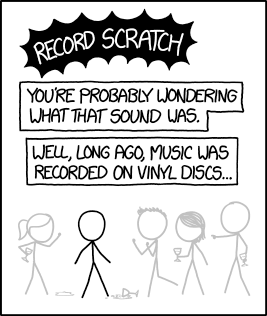 RECORD SCRATCH
YOU'RE PROBABLY WONDERING
WHAT THAT SOUND WAS.
WELL, LONG AGO, MUSIC WAS
RECORDED ON VINYL DISCS...